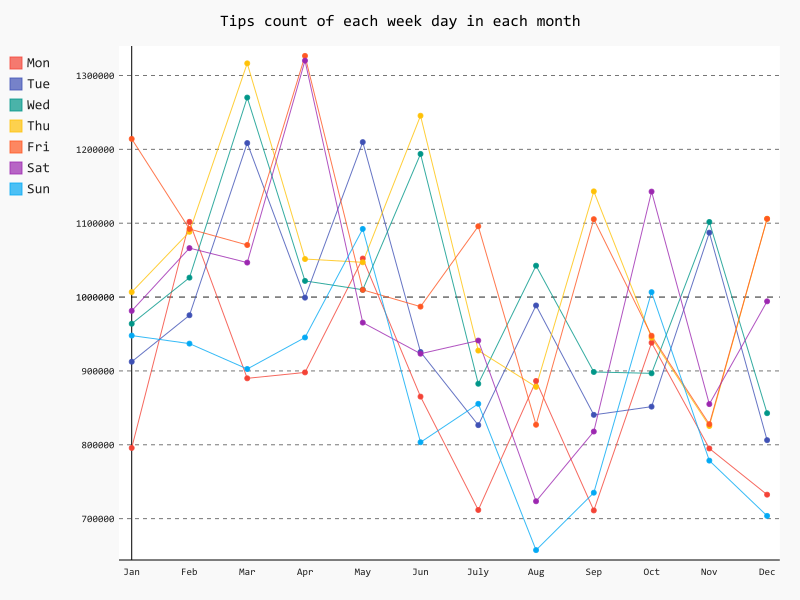 Tips count of each week day in each month
Mon
Tue
Wed
Thu
Fri
Sat
Sun
1300000
1200000
1100000
1000000
900000
800000
700000
Jan Feb Mar Apr May Jun July Aug Sep Oct Nov Dec